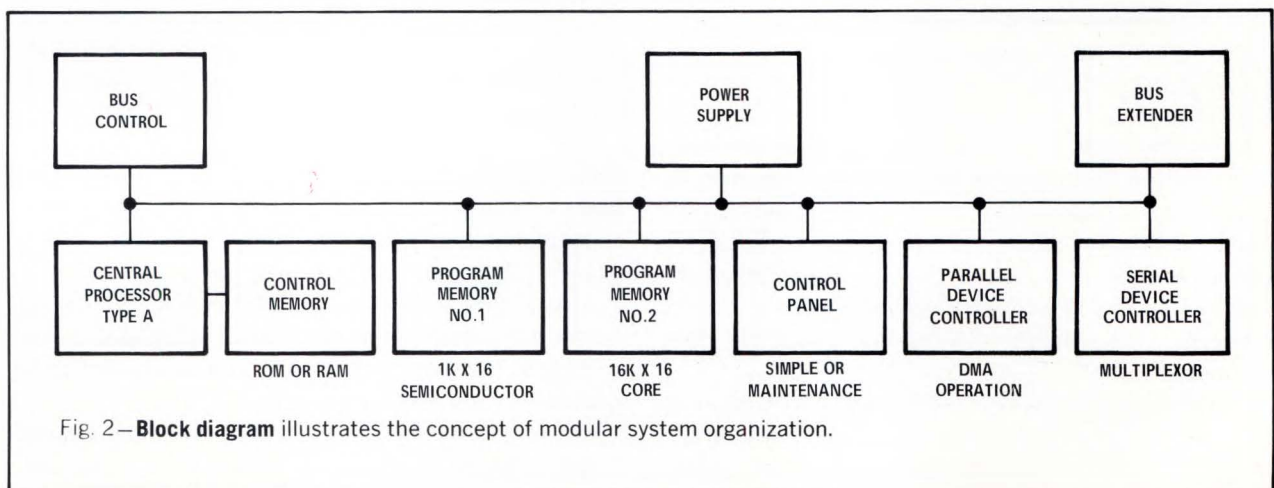 BUS
CONTROL
POWER
SUPPLY
BUS
EXTENDER
CENTRAL
PROCESSOR
TYPE A
CONTROL
MEMORY
PROGRAM
MEMORY
NO.1
PROGRAM
MEMORY
NO.2
CONTROL
PANEL
PARALLEL
DEVICE
CONTROLLER
SERIAL
DEVICE
CONTROLLER
ROM OR RAM
1K X 16
SEMICONDUCTOR
16K X 16
CORE
SIMPLE OR
MAINTENANCE
DMA
OPERATION
MULTIPLEXOR
Fig. 2—Block diagram illustrates the concept of modular system organization.